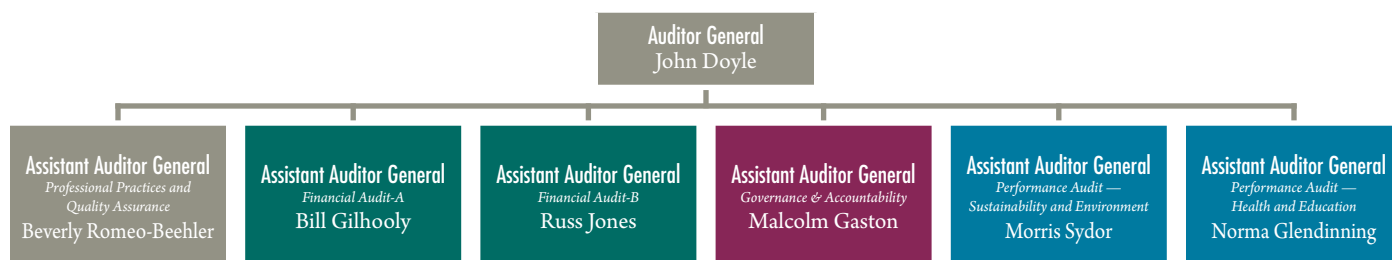 Auditor General
John Doyle
Assistant Auditor General
Professional Practices and
Quality Assurance
Beverly Romeo-Beehler
Assistant Auditor General
Financial Audit-A
Bill Gilhooly
Assistant Auditor General
Financial Audit-B
Russ Jones
Assistant Auditor General
Governance & Accountability
Malcolm Gaston
Assistant Auditor General
Performance Audit —
Sustainability and Environment
Morris Sydor
Assistant Auditor General
Performance Audit —
Health and Education
Norma Glendinning